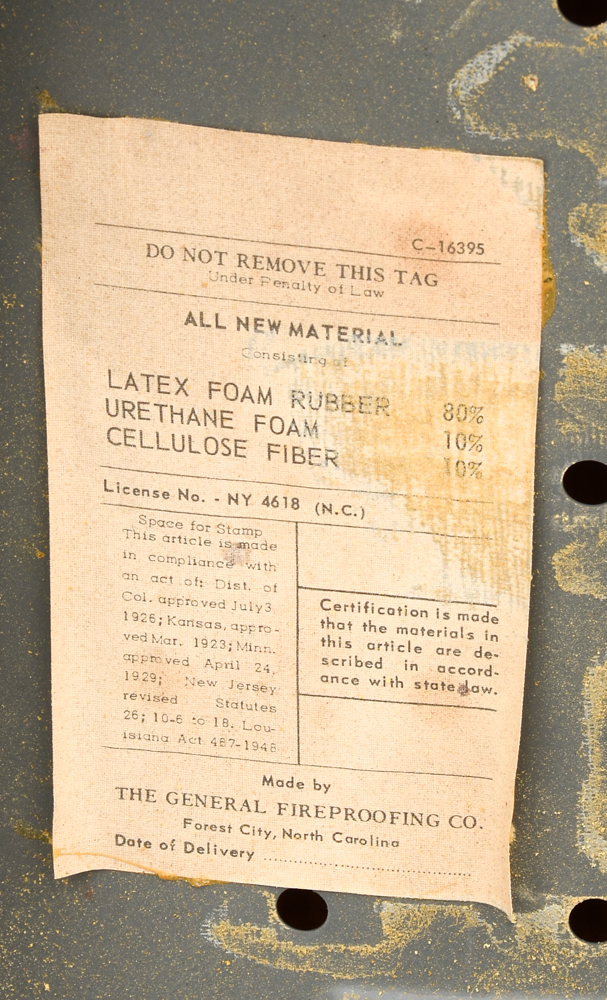 C-16395
DO NOT REMOVE THIS TAG
Under Penalty of Law
ALL NEW MATERIAL
Consisting of
LATEX FOAM RUBBER 80%
URETHANE FOAM 10%
CELLULOSE FIBER 10%
License No. - NY 4618 (N.C.)
Space for Stamp
This article is made
in compliance with
an act of: Dist. of
Col. approved July 3
1926; Kansas, appro-
ved Mar. 1923; Minn.
approved April 24,
1929; New Jersey
revised Statutes
26; 10-6 to 18. Lou-
isiana Act 467-1948
Certification is made
that the materials in
this article are de-
scribed in accord-
ance with state law.
Made by
THE GENERAL FIREPROOFING CO.
Forest City, North Carolina
Date of Delivery ........................................